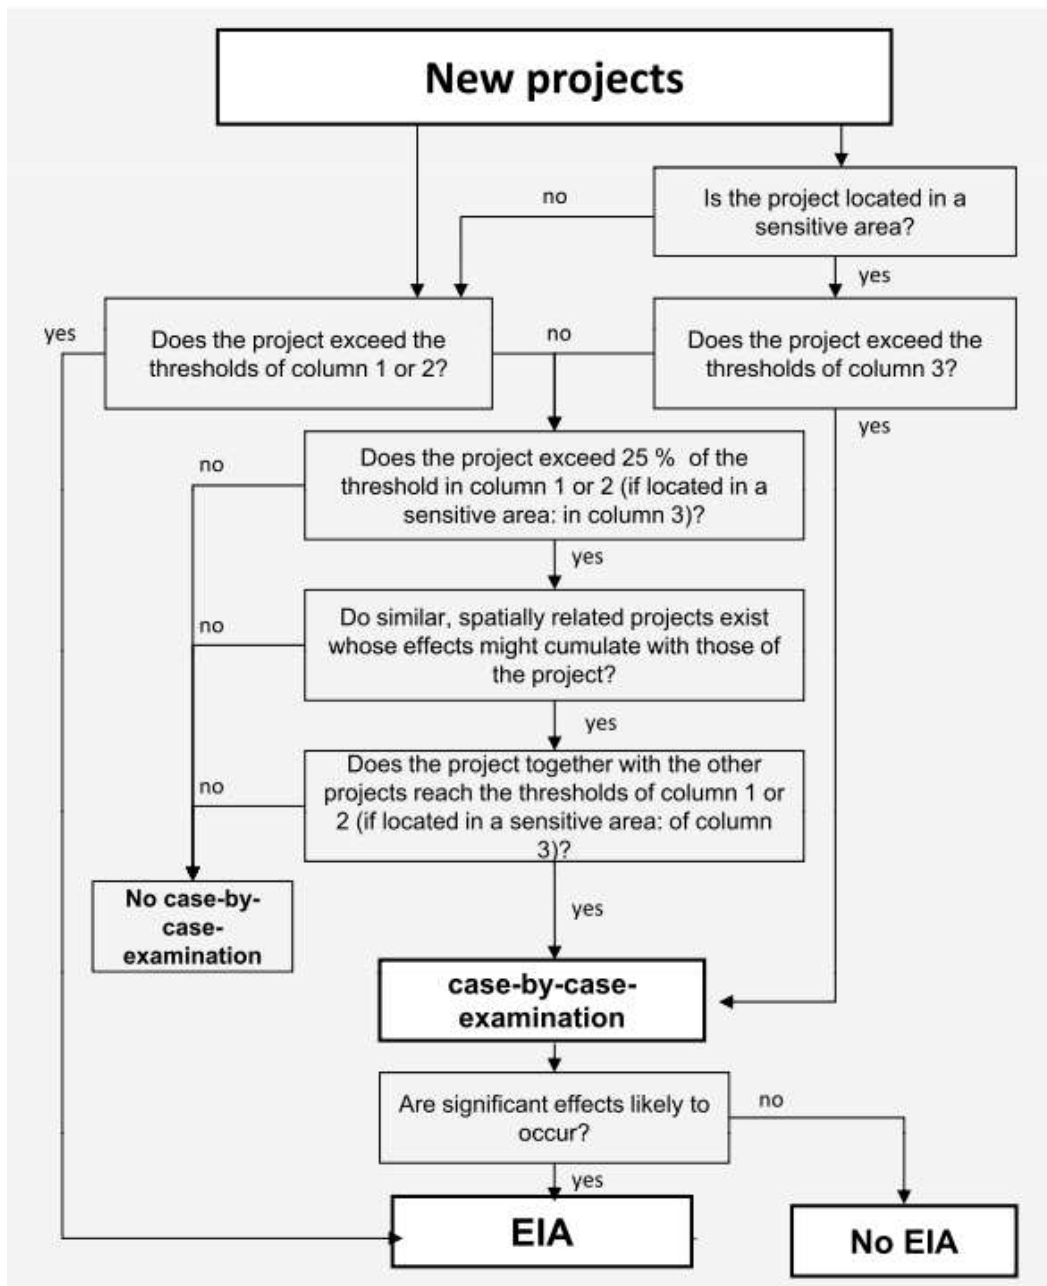 New projects
no
Is the project located in a
sensitive area?
yes
yes
Does the project exceed the
thresholds of column 1 or 2?
no
Does the project exceed the
thresholds of column 3?
yes
no
Does the project exceed 25 % of the
threshold in column 1 or 2 (if located in a
sensitive area: in column 3)?
yes
no
Do similar, spatially related projects exist
whose effects might cumulate with those of
the project?
yes
no
Does the project together with the other
projects reach the thresholds of column 1 or
2 (if located in a sensitive area: of column
3)?
No case-by-
case-
examination
yes
case-by-case-
examination
Are significant effects likely to
occur?
no
yes
EIA
No EIA